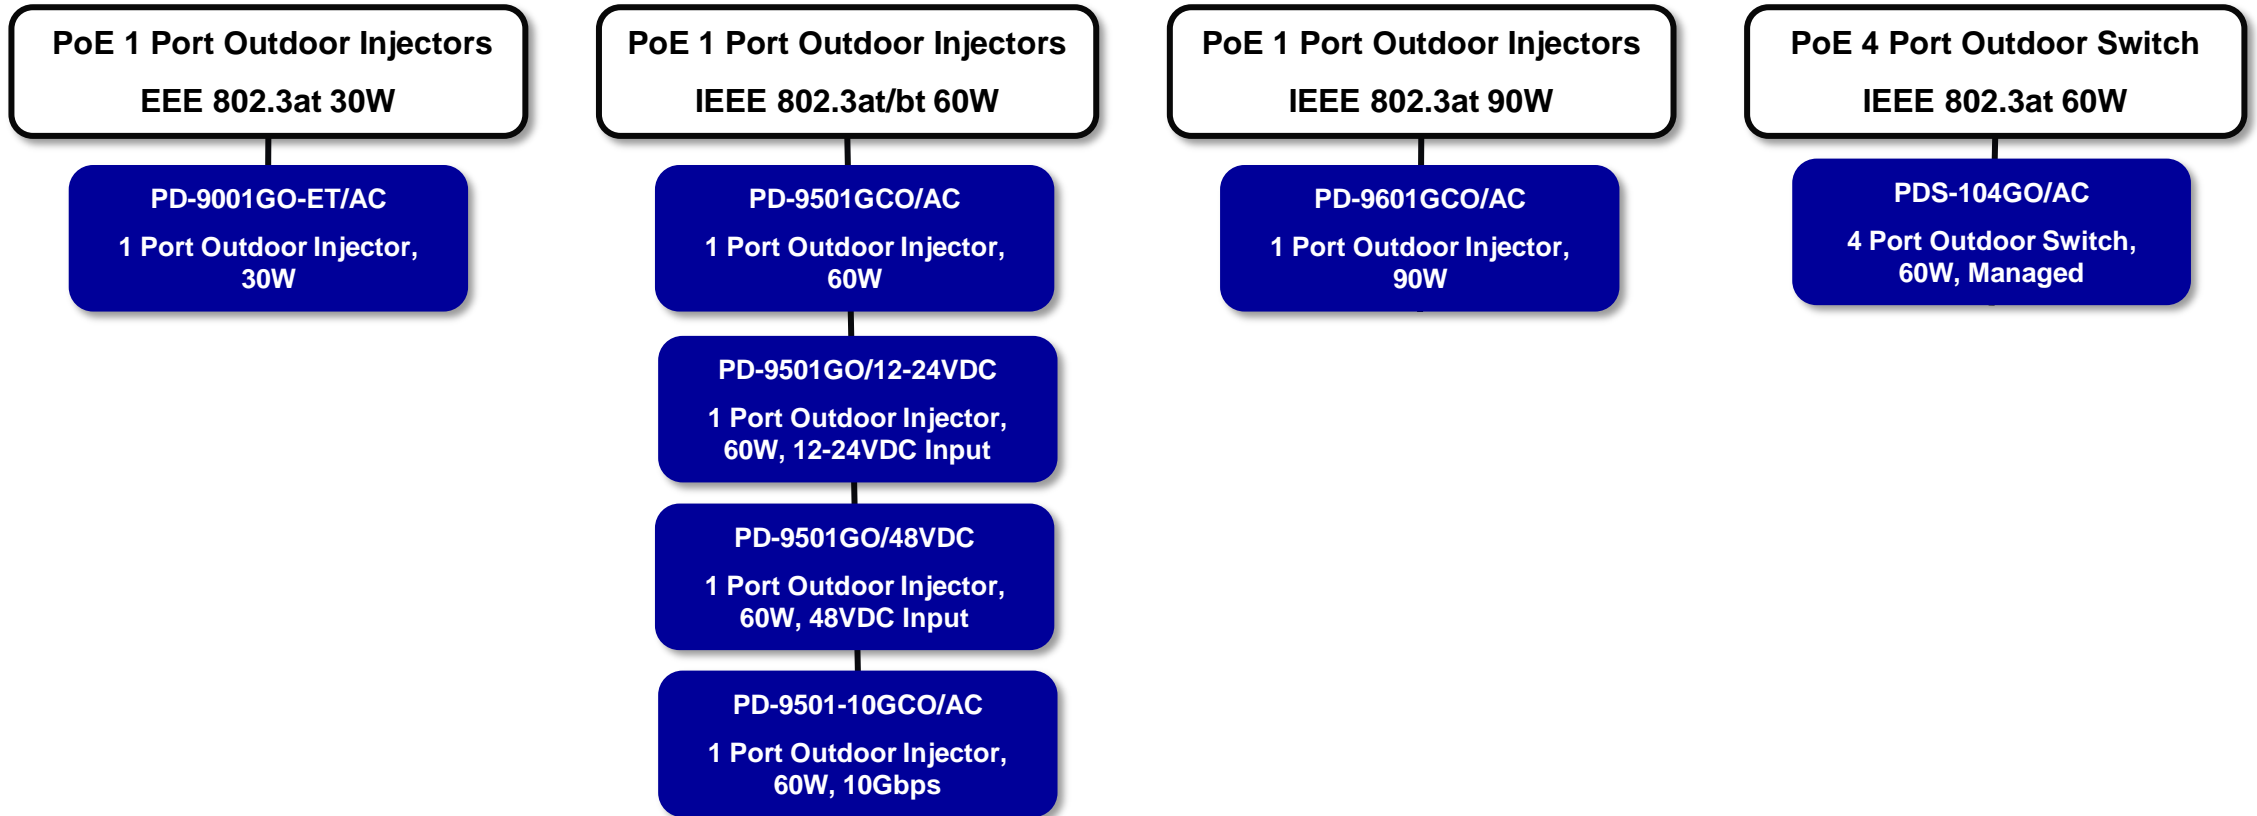 PoE 1 Port Outdoor Injectors
EEE 802.3at 30W
PD-9001GO-ET/AC
1 Port Outdoor Injector,
30W
PoE 1 Port Outdoor Injectors
IEEE 802.3at/bt 60W
PD-9501GCO/AC
1 Port Outdoor Injector,
60W
PD-9501GO/12-24VDC
1 Port Outdoor Injector,
60W, 12-24VDC Input
PD-9501GO/48VDC
1 Port Outdoor Injector,
60W, 48VDC Input
PD-9501-10GCO/AC
1 Port Outdoor Injector,
60W, 10Gbps
PoE 1 Port Outdoor Injectors
IEEE 802.3at 90W
PD-9601GCO/AC
1 Port Outdoor Injector,
90W
PoE 4 Port Outdoor Switch
IEEE 802.3at 60W
PDS-104GO/AC
4 Port Outdoor Switch,
60W, Managed